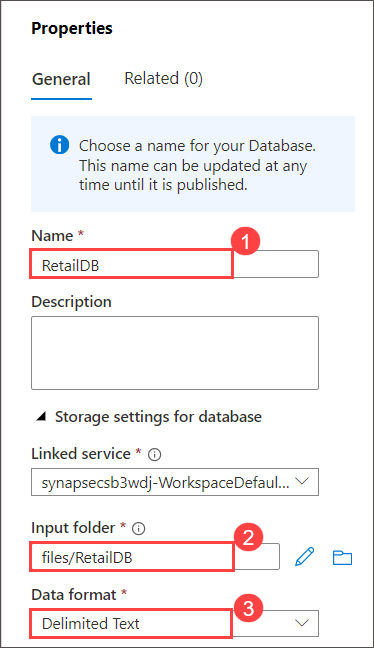 Properties
General Related (0)
Choose a name for your Database.
This name can be updated at any
time until it is published.
Name *
1
RetailDB
Description
Storage settings for database
Linked service *
synapsecsb3wdj-WorkspaceDefaul...
Input folder *
2
files/RetailDB
Data format *
3
Delimited Text